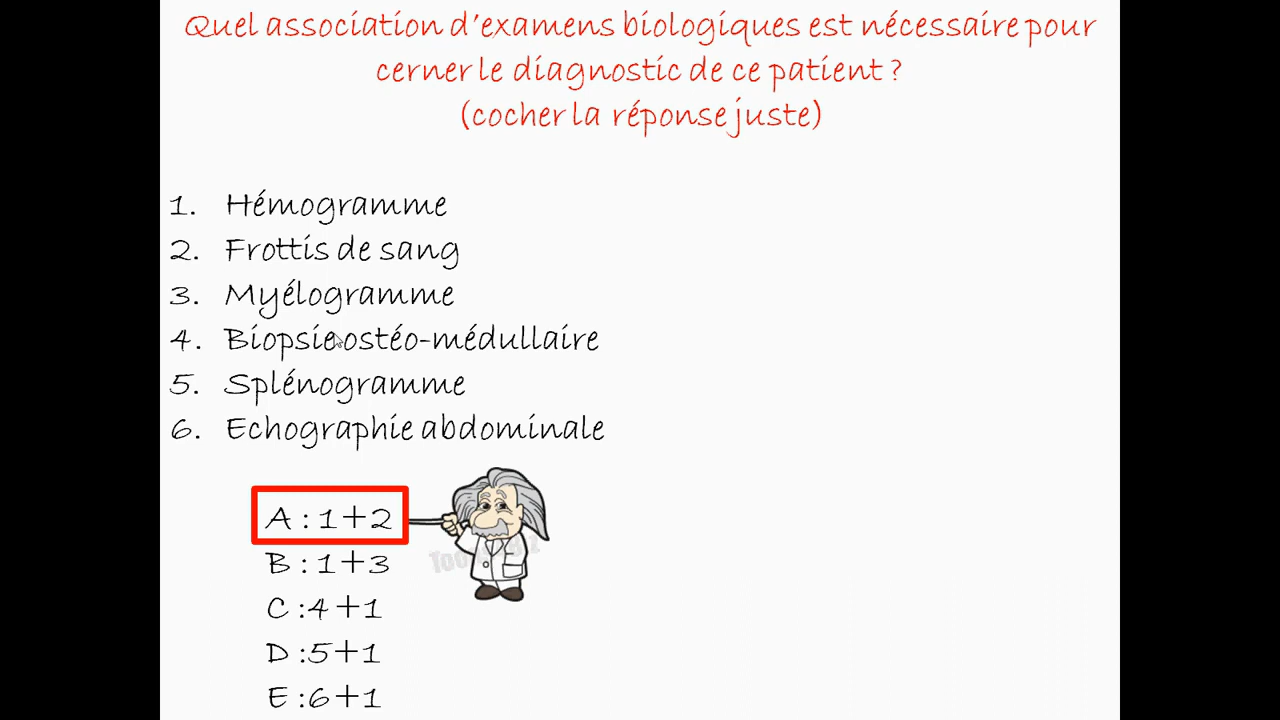 Quel association d'examens biologiques est nécessaire pour
cerner le diagnostic de ce patient ?
(cocher la réponse juste)
1. Hémogramme
2. Frottis de sang
3. Myélogramme
4. Biopsie ostéo-médullaire
5. Splénogramme
6. Echographie abdominale
A : 1+2
B : 1+3
C :4+1
D :5+1
E :6+1